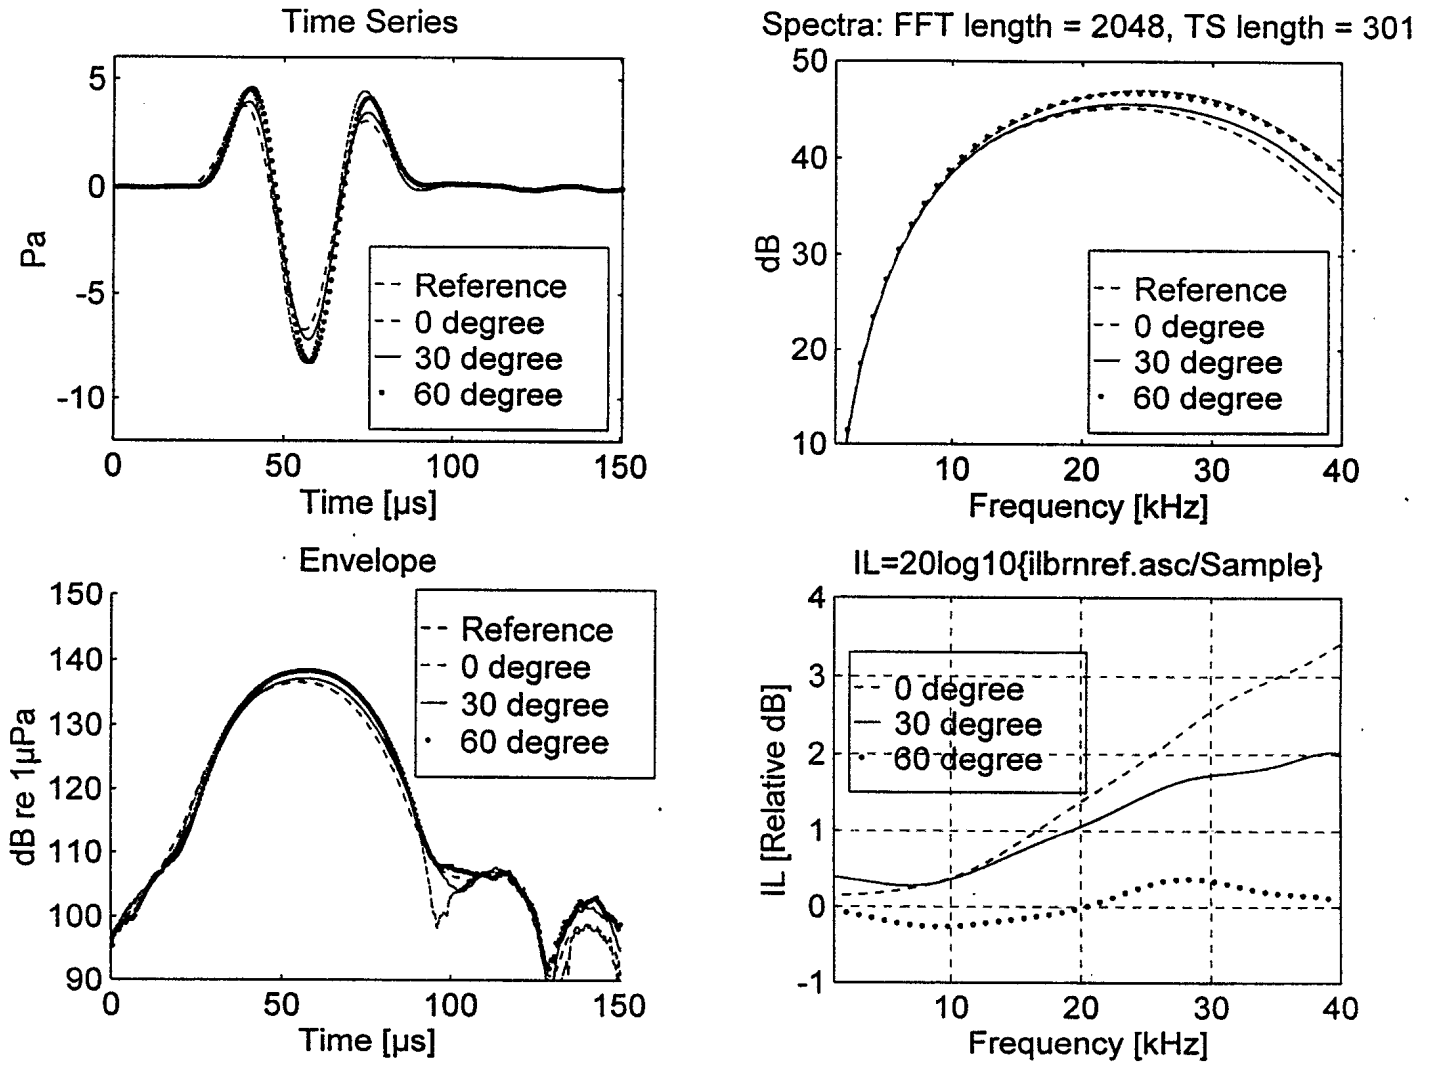 Time Series
5
0
-5
-10
Pa
Reference
0 degree
30 degree
60 degree
0 50 100 150
Time [µs]
Spectra: FFT length = 2048, TS length = 301
50
40
30
20
10
dB
Reference
0 degree
30 degree
60 degree
10 20 30 40
Frequency [kHz]
Envelope
150
140
130
120
110
100
90
dB re 1µPa
Reference
0 degree
30 degree
60 degree
0 50 100 150
Time [µs]
IL=20log10{ilbrnref.asc/Sample}
4
3
2
1
0
-1
IL [Relative dB]
0 degree
30 degree
60 degree
10 20 30 40
Frequency [kHz]